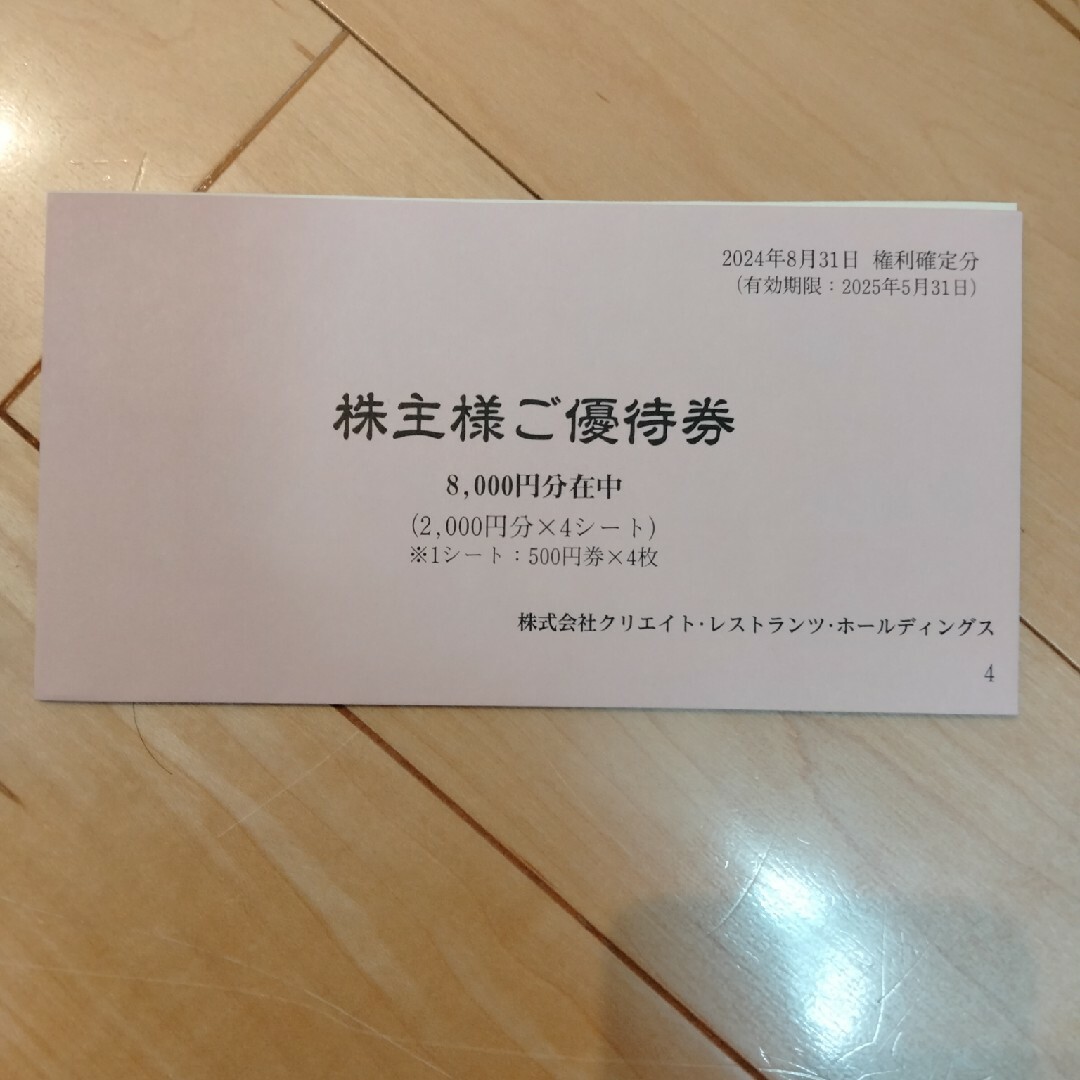 2024年8月31日 権利確定分
(有効期限：2025年5月31日)
株主様ご優待券
8,000円分在中
(2,000円分×4シート)
※1シート：500円券×4枚
株式会社クリエイト・レストランツ・ホールディングス
4